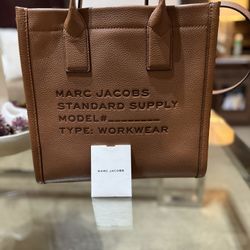 MARC JACOBS
STANDARD SUPPLY
MODEL#________
TYPE: WORKWEAR
MARC JACOBS